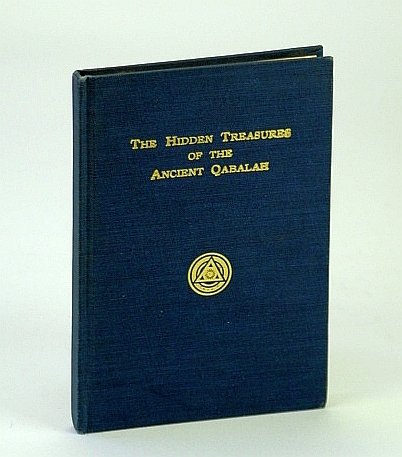 The Hidden Treasures
of the
Ancient Qabalah